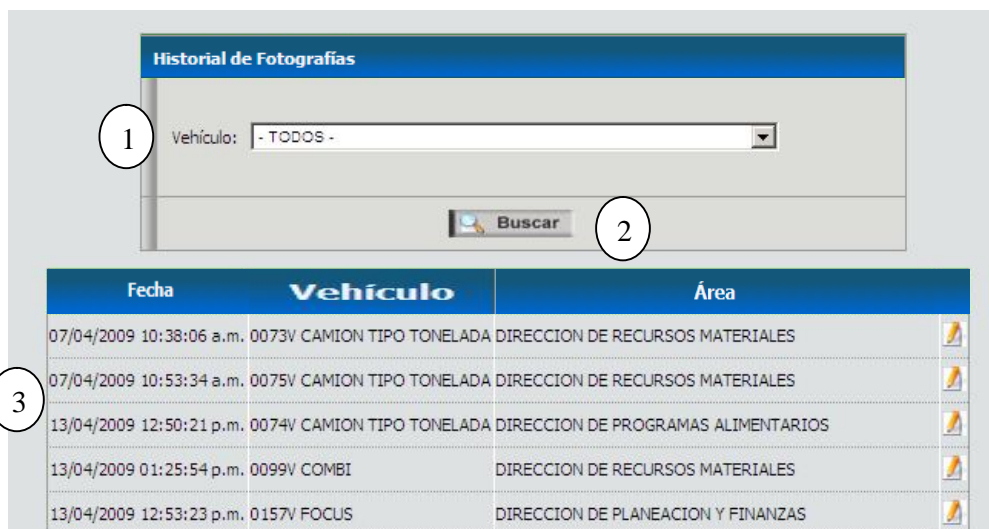 Historial de Fotografías
1 Vehículo: - TODOS -
Buscar 2
Fecha Vehículo Área
07/04/2009 10:38:06 a.m. 0073V CAMION TIPO TONELADA DIRECCION DE RECURSOS MATERIALES
07/04/2009 10:53:34 a.m. 0075V CAMION TIPO TONELADA DIRECCION DE RECURSOS MATERIALES
3
13/04/2009 12:50:21 p.m. 0074V CAMION TIPO TONELADA DIRECCION DE PROGRAMAS ALIMENTARIOS
13/04/2009 01:25:54 p.m. 0099V COMBI DIRECCION DE RECURSOS MATERIALES
13/04/2009 12:53:23 p.m. 0157V FOCUS DIRECCION DE PLANEACION Y FINANZAS